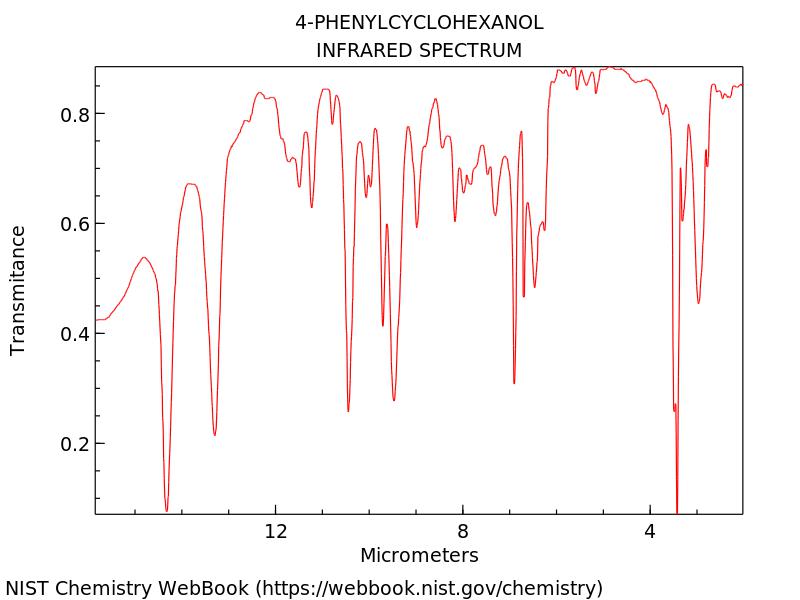 4-PHENYLCYCLOHEXANOL
INFRARED SPECTRUM
0.8
0.6
0.4
0.2
Transmitance
12
8
4
Micrometers
NIST Chemistry WebBook (https://webbook.nist.gov/chemistry)